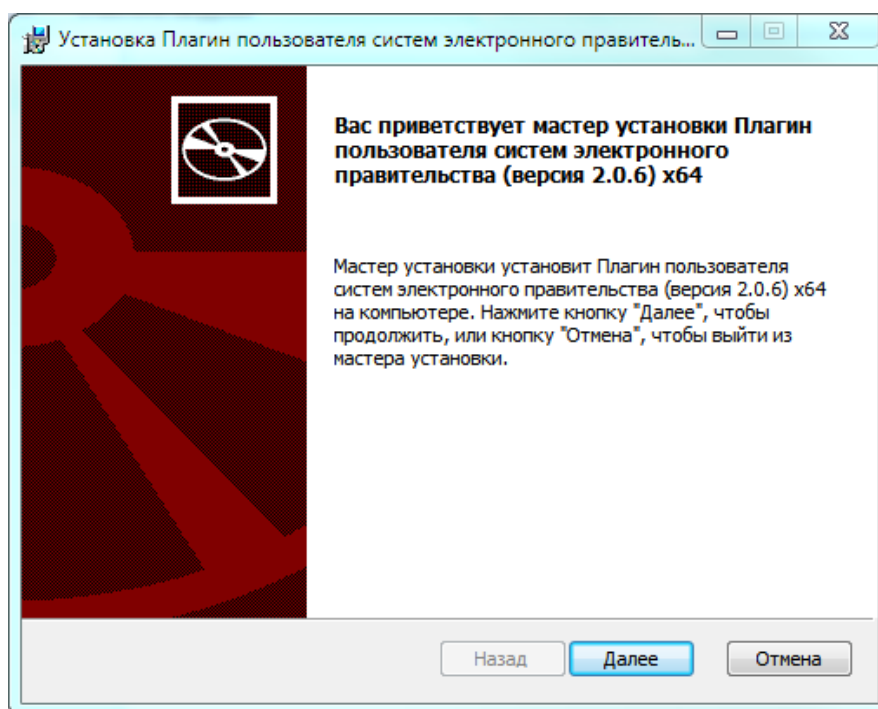 Установка Плагин пользователя систем электронного правитель...
Вас приветствует мастер установки Плагин
пользователя систем электронного
правительства (версия 2.0.6) x64
Мастер установки установит Плагин пользователя
систем электронного правительства (версия 2.0.6) x64
на компьютере. Нажмите кнопку "Далее", чтобы
продолжить, или кнопку "Отмена", чтобы выйти из
мастера установки.
Назад
Далее
Отмена